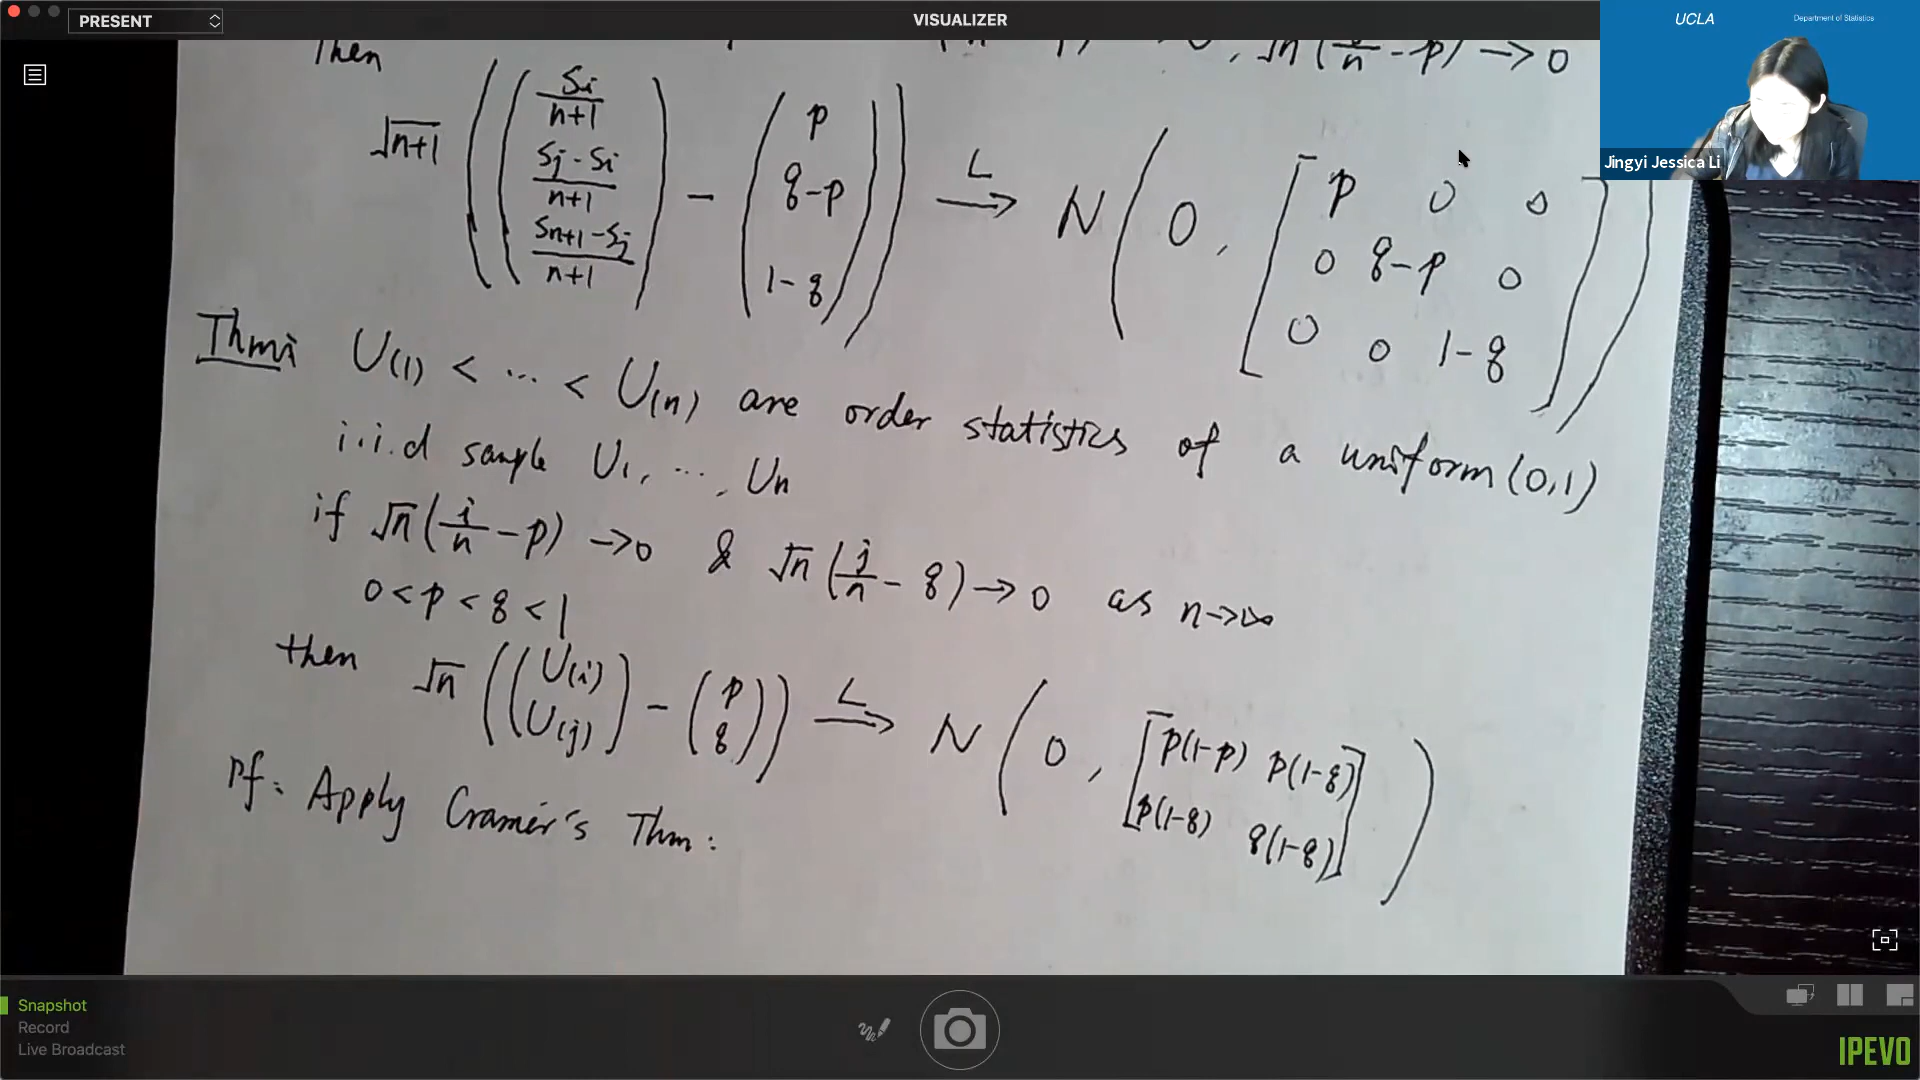 PRESENT
VISUALIZER
UCLA
Department of Statistics
Jingyi Jessica Li
Then
, √n (i/n − p) → 0
√(n+1) ( ( Si/(n+1) , (Sj − Si)/(n+1) , (Sn+1 − Sj)/(n+1) ) − ( p , q−p , 1−q ) ) →L N ( 0 , [ p 0 0 ; 0 q−p 0 ; 0 0 1−q ] )
Thm: U(1) < ... < U(n) are order statistics of a uniform (0,1)
i.i.d sample U1, ..., Un
if √n (i/n − p) → 0 & √n (j/n − q) → 0 as n → ∞
0 < p < q < 1
then √n ( ( U(i) , U(j) ) − ( p , q ) ) →L N ( 0 , [ p(1−p) p(1−q) ; p(1−q) q(1−q) ] )
Pf: Apply Cramér's Thm:
Snapshot
Record
Live Broadcast
IPEVO